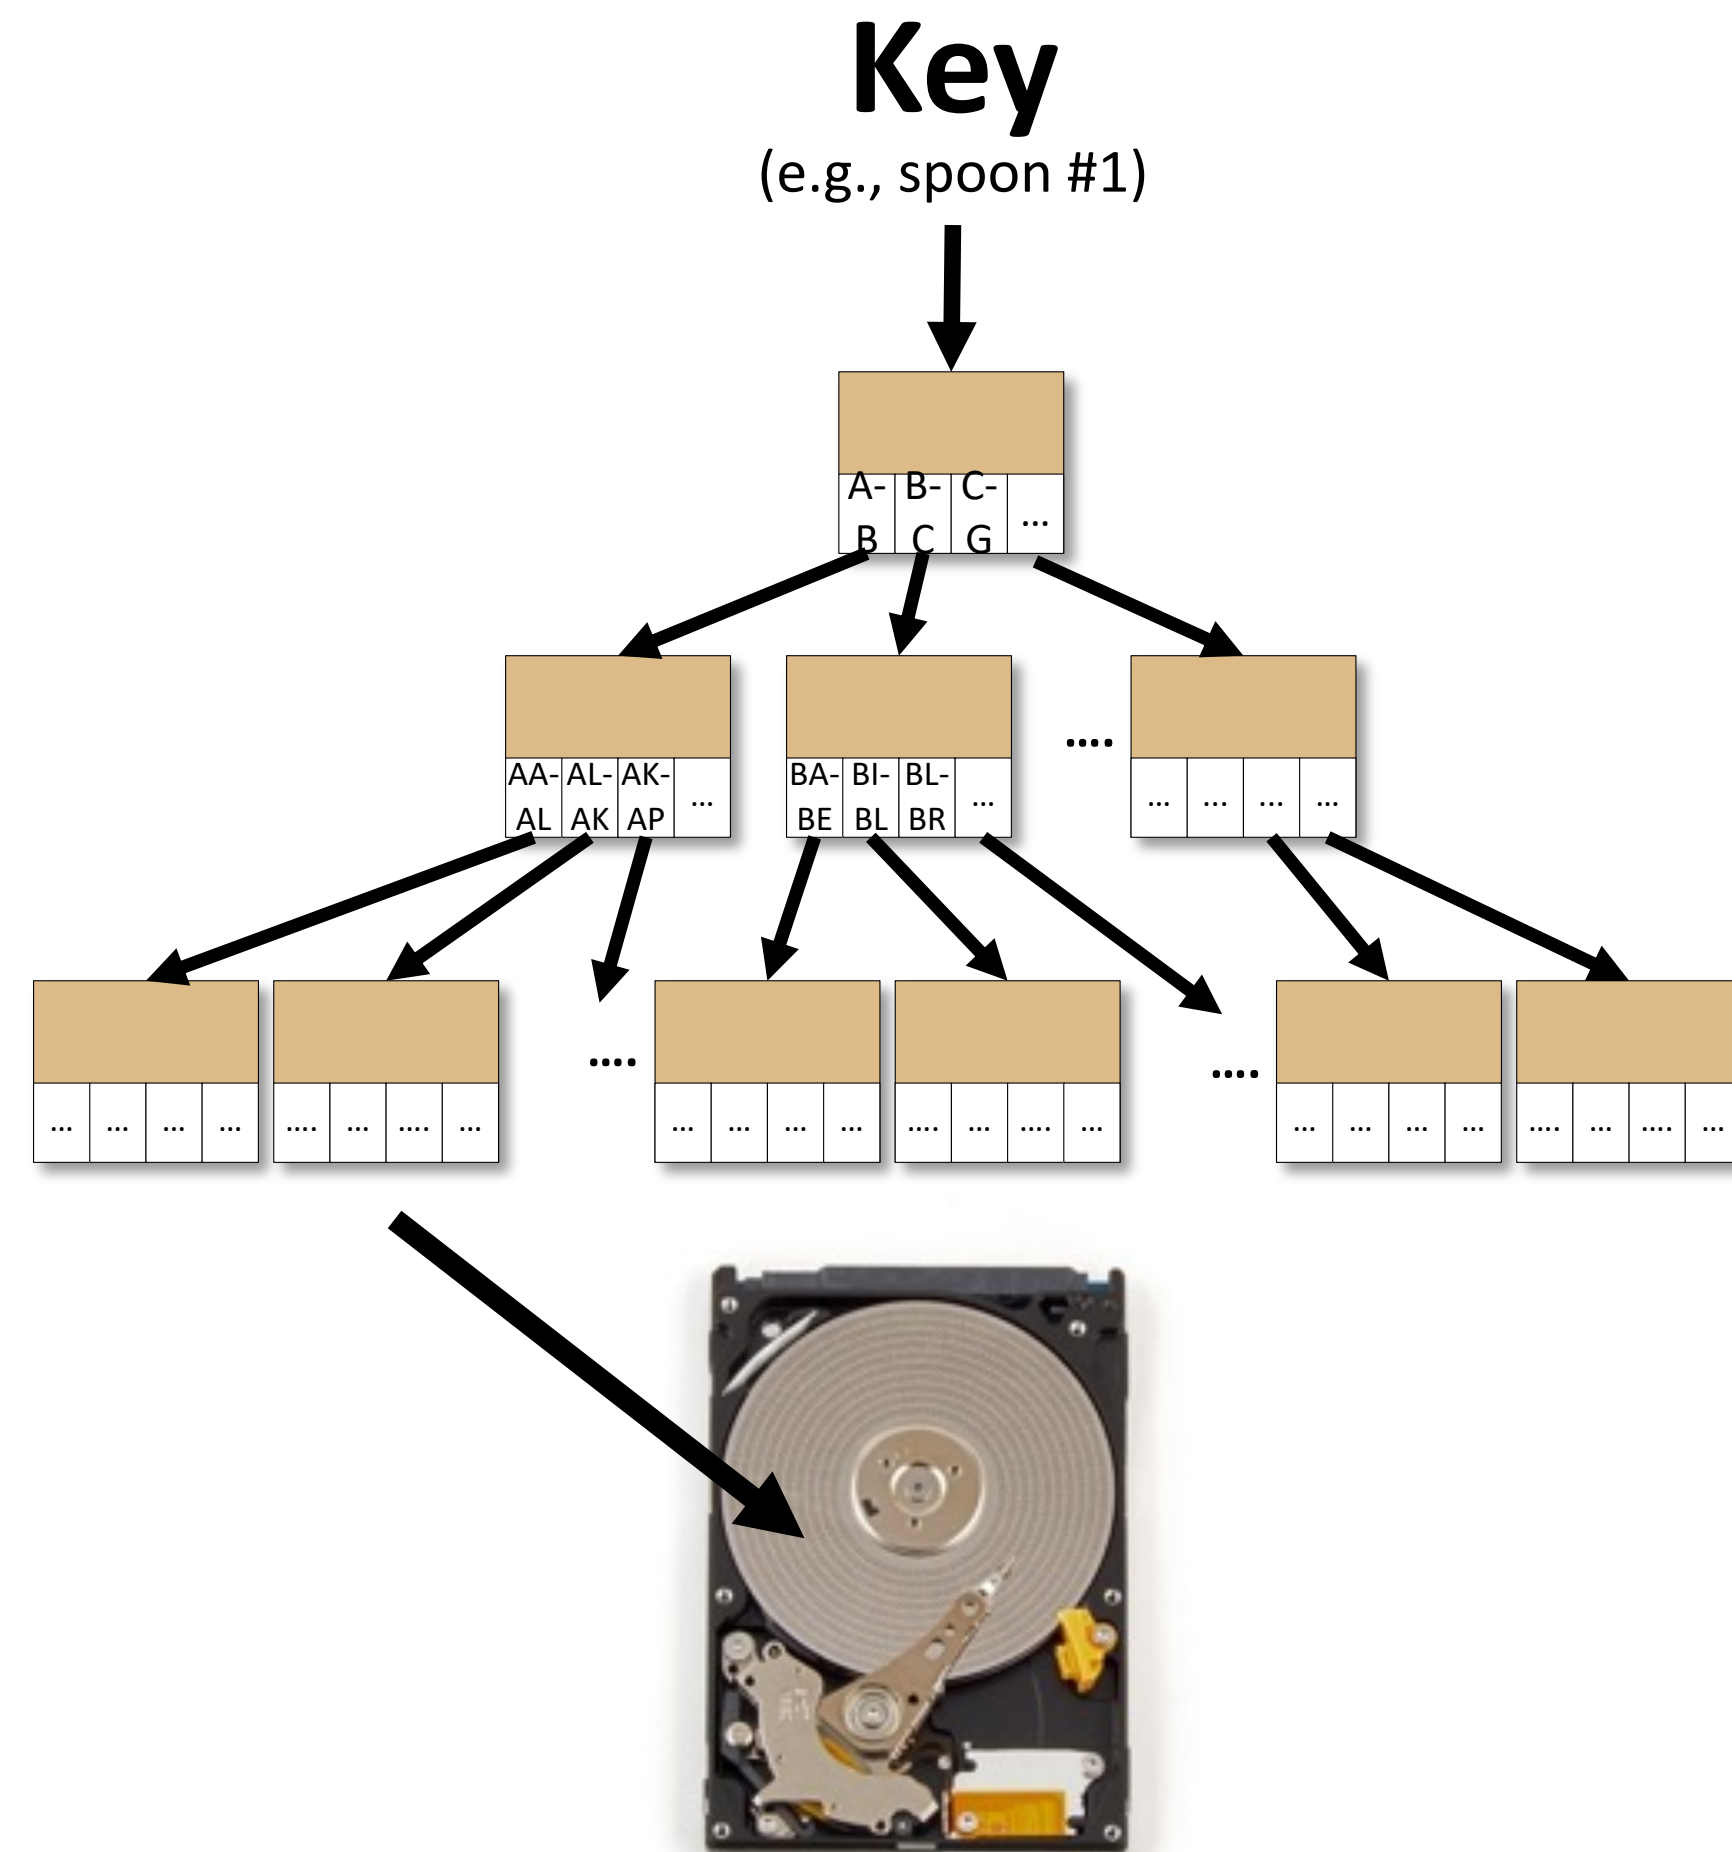 Key
(e.g., spoon #1)
A- B- C- ...
B C G
AA- AL- AK- ...
AL AK AP
BA- BI- BL- ...
BE BL BR
....
... ... ... ...
... ... ... ...
.... ... .... ...
....
... ... ... ...
.... ... .... ...
....
... ... ... ...
.... ... .... ...